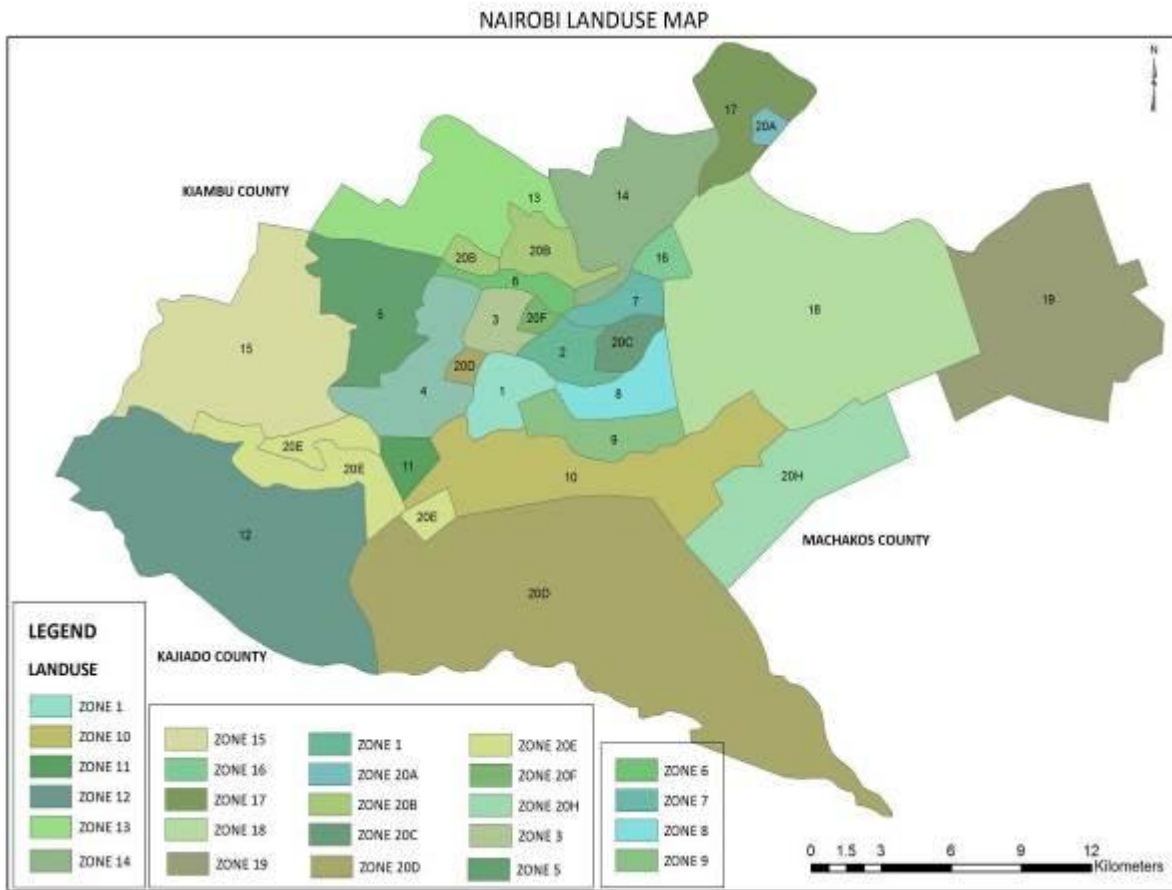 NAIROBI LANDUSE MAP
N
17
20A
KIAMBU COUNTY
13
14
20B
20B
16
6
7
19
5
3
20F
18
15
2
20C
20D
4
1
8
9
20E
11
20E
10
20H
20E
12
MACHAKOS COUNTY
20D
KAJIADO COUNTY
LEGEND
LANDUSE
ZONE 1
ZONE 10
ZONE 11
ZONE 12
ZONE 13
ZONE 14
ZONE 15
ZONE 16
ZONE 17
ZONE 18
ZONE 19
ZONE 1
ZONE 20A
ZONE 20B
ZONE 20C
ZONE 20D
ZONE 20E
ZONE 20F
ZONE 20H
ZONE 3
ZONE 5
ZONE 6
ZONE 7
ZONE 8
ZONE 9
0 1.5 3 6 9 12
Kilometers